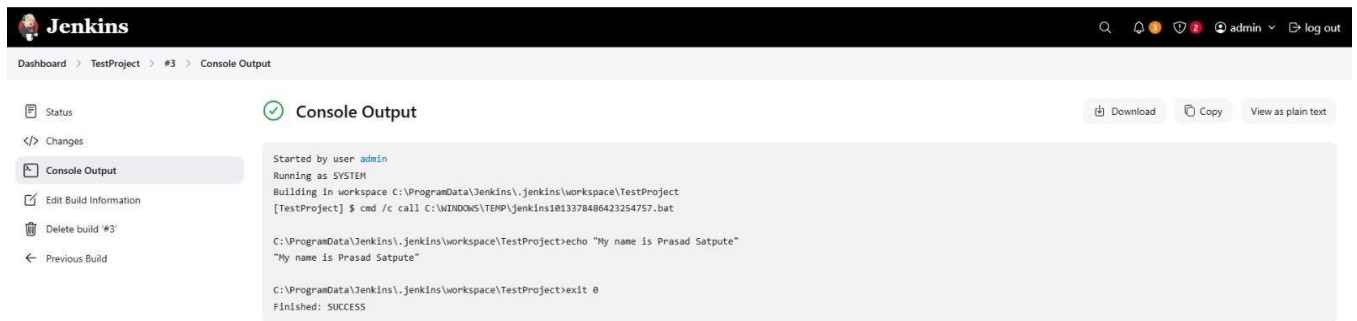 Jenkins
3 2 admin log out
Dashboard > TestProject > #3 > Console Output
Status
</> Changes
Console Output
Edit Build Information
Delete build '#3'
Previous Build
Console Output
Download Copy View as plain text
Started by user admin
Running as SYSTEM
Building in workspace C:\ProgramData\Jenkins\.jenkins\workspace\TestProject
[TestProject] $ cmd /c call C:\WINDOWS\TEMP\jenkins1013378486423254757.bat
C:\ProgramData\Jenkins\.jenkins\workspace\TestProject>echo "My name is Prasad Satpute"
"My name is Prasad Satpute"
C:\ProgramData\Jenkins\.jenkins\workspace\TestProject>exit 0
Finished: SUCCESS